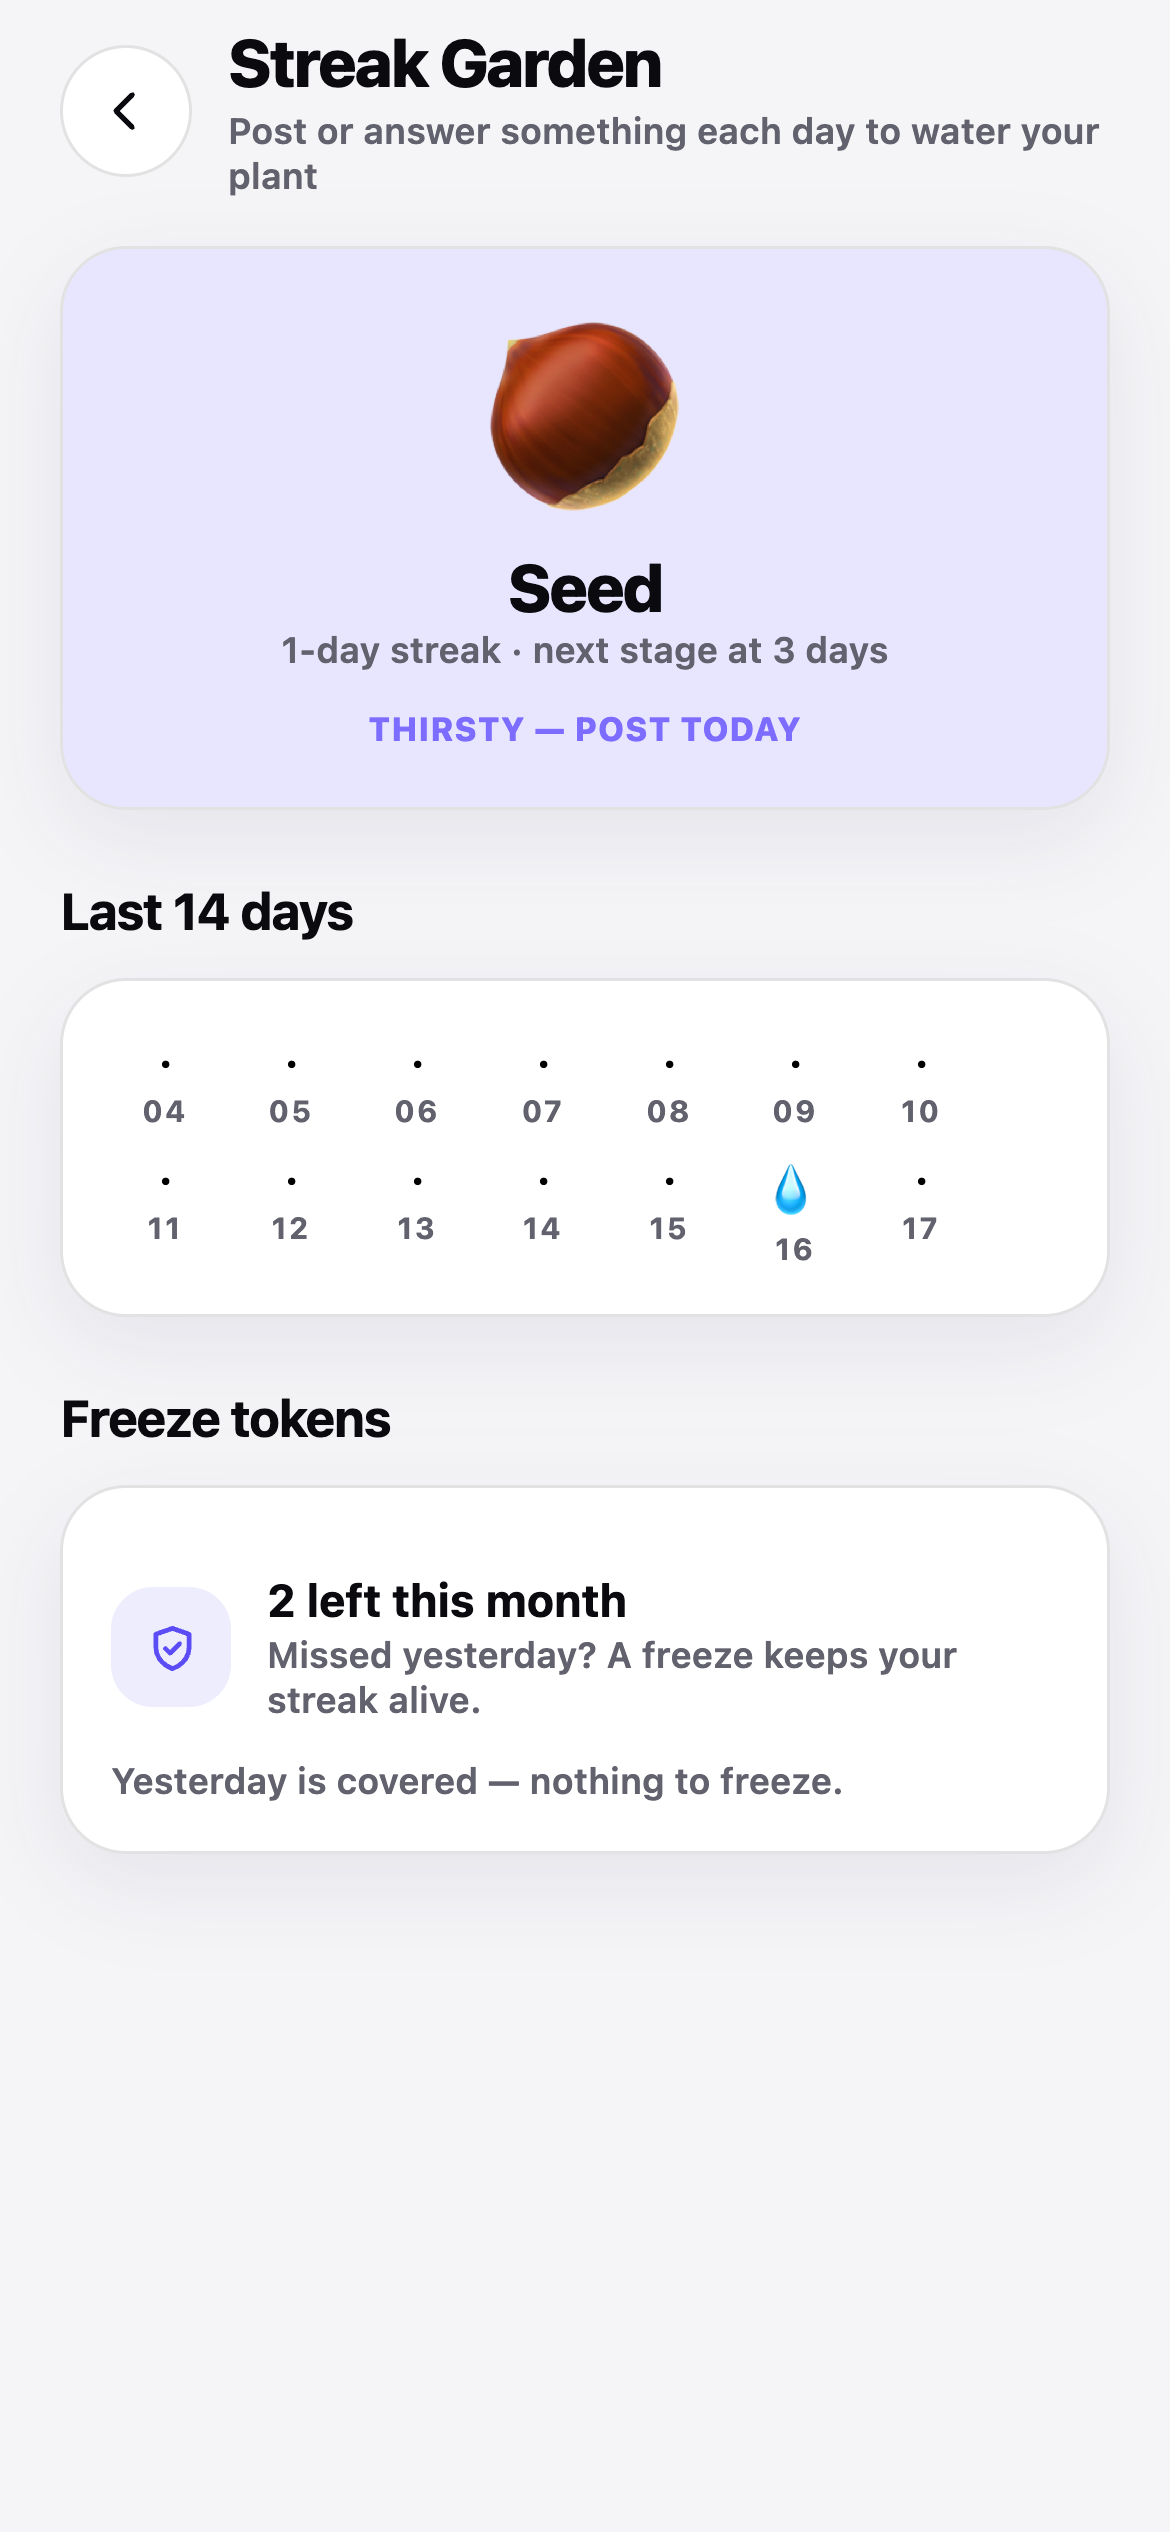 Streak Garden
Post or answer something each day to water your
plant
Seed
1-day streak · next stage at 3 days
THIRSTY — POST TODAY
Last 14 days
04 05 06 07 08 09 10
11 12 13 14 15 16 17
Freeze tokens
2 left this month
Missed yesterday? A freeze keeps your
streak alive.
Yesterday is covered — nothing to freeze.